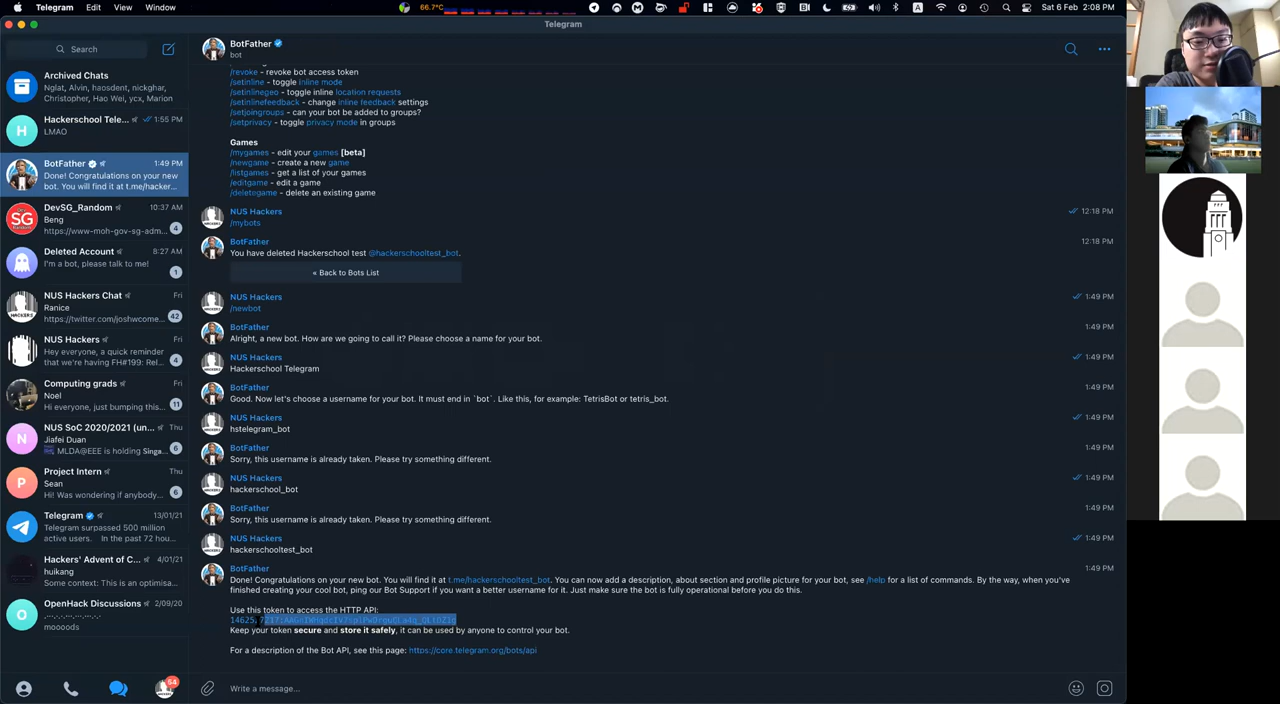 Telegram Edit View Window
66.7°C
Sat 6 Feb 2:08 PM
Telegram
Search
Archived Chats
Nglat, Alvin, haosdent, nickghar,
Christopher, Hao Wei, ycx, Marion
H
Hackerschool Tele... 1:55 PM
LMAO
BotFather 1:49 PM
Done! Congratulations on your new
bot. You will find it at t.me/hacker...
DevSG_Random 10:37 AM
Beng
https://www-moh-gov-sg-adm... 4
Deleted Account 8:27 AM
I'm a bot, please talk to me! 1
NUS Hackers Chat Fri
Ranice
https://twitter.com/joshwcome... 42
NUS Hackers Fri
Hey everyone, a quick reminder
that we're having FH#199: Rel... 4
Computing grads Fri
Noel
Hi everyone, just bumping this... 11
N
NUS SoC 2020/2021 (un... Thu
Jiafei Duan
MLDA@EEE is holding Singa... 6
P
Project Intern Thu
Sean
Hi! Was wondering if anybody... 6
Telegram 13/01/21
Telegram surpassed 500 million
active users. In the past 72 hour...
Hackers' Advent of C... 4/01/21
huikang
Some context: This is an optimisa...
OpenHack Discussions 2/09/20
moooods
64
BotFather
bot
/revoke - revoke bot access token
/setinline - toggle inline mode
/setinlinegeo - toggle inline location requests
/setinlinefeedback - change inline feedback settings
/setjoingroups - can your bot be added to groups?
/setprivacy - toggle privacy mode in groups
Games
/mygames - edit your games [beta]
/newgame - create a new game
/listgames - get a list of your games
/editgame - edit a game
/deletegame - delete an existing game
NUS Hackers 12:18 PM
/mybots
BotFather 12:18 PM
You have deleted Hackerschool test @hackerschooltest_bot.
« Back to Bots List
NUS Hackers 1:49 PM
/newbot
BotFather 1:49 PM
Alright, a new bot. How are we going to call it? Please choose a name for your bot.
NUS Hackers 1:49 PM
Hackerschool Telegram
BotFather 1:49 PM
Good. Now let's choose a username for your bot. It must end in `bot`. Like this, for example: TetrisBot or tetris_bot.
NUS Hackers 1:49 PM
hstelegram_bot
BotFather 1:49 PM
Sorry, this username is already taken. Please try something different.
NUS Hackers 1:49 PM
hackerschool_bot
BotFather 1:49 PM
Sorry, this username is already taken. Please try something different.
NUS Hackers 1:49 PM
hackerschooltest_bot
BotFather 1:49 PM
Done! Congratulations on your new bot. You will find it at t.me/hackerschooltest_bot. You can now add a description, about section and profile picture for your bot, see /help for a list of commands. By the way, when you've
finished creating your cool bot, ping our Bot Support if you want a better username for it. Just make sure the bot is fully operational before you do this.
Use this token to access the HTTP API:
Keep your token secure and store it safely, it can be used by anyone to control your bot.
For a description of the Bot API, see this page: https://core.telegram.org/bots/api
Write a message...